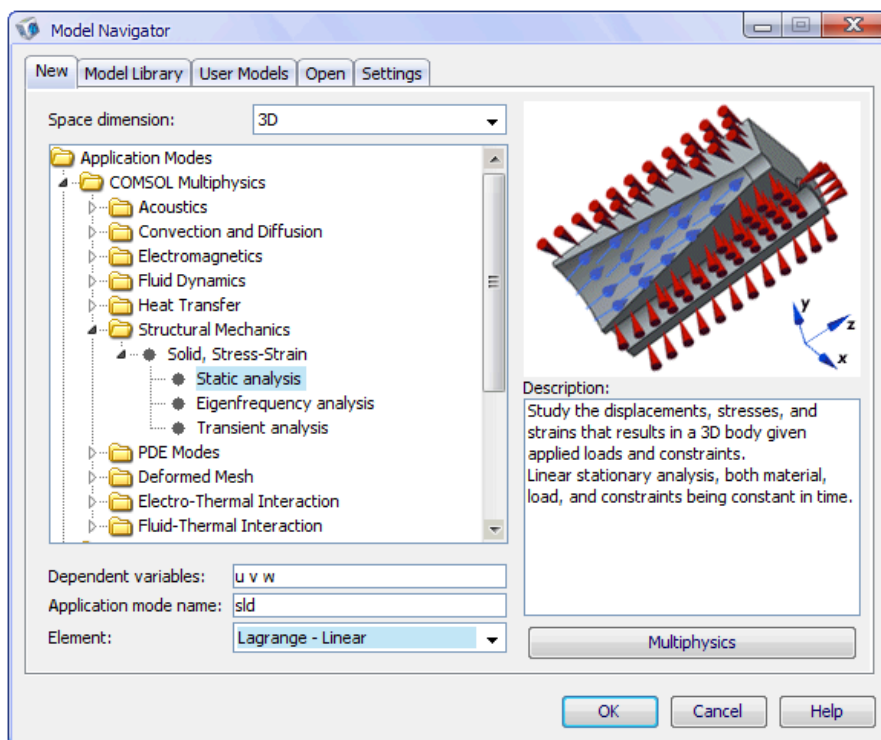 Model Navigator
New Model Library User Models Open Settings
Space dimension: 3D
Application Modes
COMSOL Multiphysics
Acoustics
Convection and Diffusion
Electromagnetics
Fluid Dynamics
Heat Transfer
Structural Mechanics
Solid, Stress-Strain
Static analysis
Eigenfrequency analysis
Transient analysis
PDE Modes
Deformed Mesh
Electro-Thermal Interaction
Fluid-Thermal Interaction
Dependent variables: u v w
Application mode name: sld
Element: Lagrange - Linear
y
z
x
Description:
Study the displacements, stresses, and
strains that results in a 3D body given
applied loads and constraints.
Linear stationary analysis, both material,
load, and constraints being constant in time.
Multiphysics
OK Cancel Help